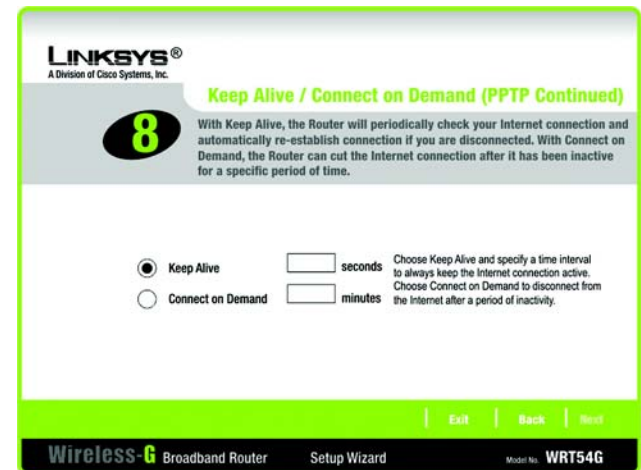 LINKSYS®
A Division of Cisco Systems, Inc.
Keep Alive / Connect on Demand (PPTP Continued)
8
With Keep Alive, the Router will periodically check your Internet connection and
automatically re-establish connection if you are disconnected. With Connect on
Demand, the Router can cut the Internet connection after it has been inactive
for a specific period of time.
Keep Alive
seconds
Choose Keep Alive and specify a time interval
to always keep the Internet connection active.
Connect on Demand
minutes
Choose Connect on Demand to disconnect from
the Internet after a period of inactivity.
Exit
Back
Next
Wireless-G Broadband Router
Setup Wizard
Model No. WRT54G